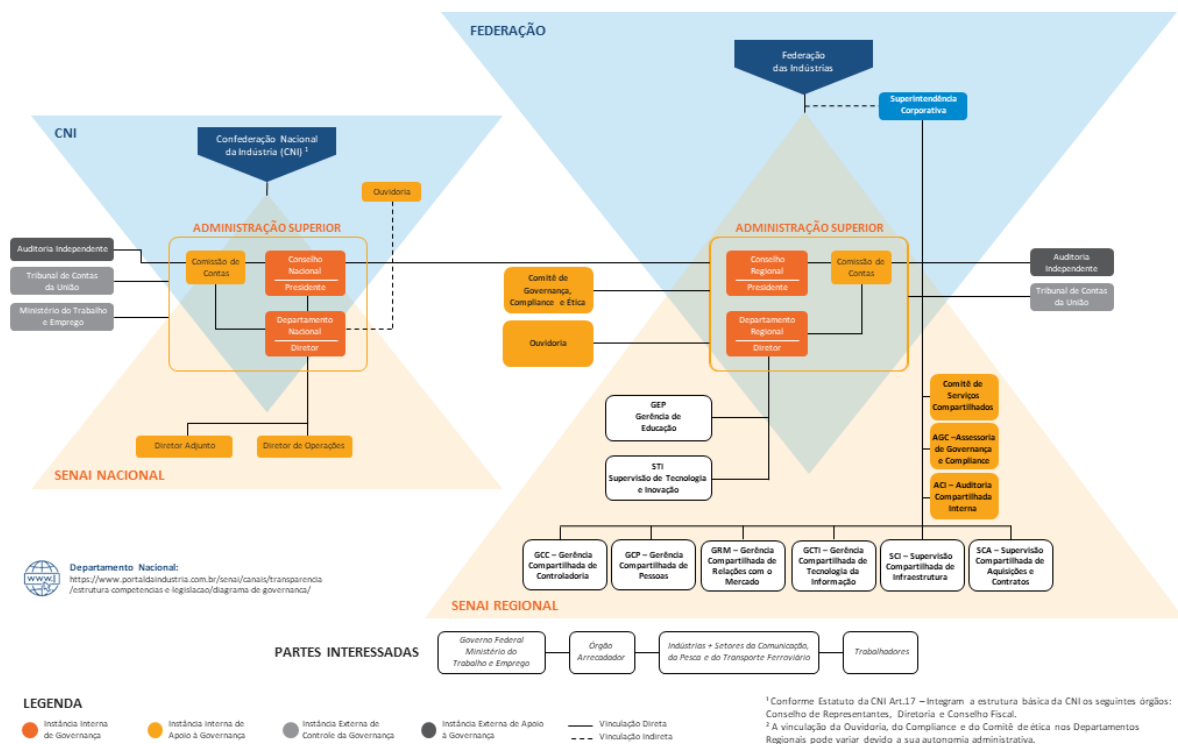 FEDERAÇÃO
Federação
das Indústrias
Superintendência
Corporativa
CNI
Confederação Nacional
da Indústria (CNI) ¹
Ouvidoria
ADMINISTRAÇÃO SUPERIOR
Auditoria Independente
Tribunal de Contas
da União
Ministério do Trabalho
e Emprego
Comissão de
Contas
Conselho
Nacional
Presidente
Departamento
Nacional
Diretor
Diretor Adjunto
Diretor de Operações
SENAI NACIONAL
ADMINISTRAÇÃO SUPERIOR
Comitê de
Governança,
Compliance e Ética
Ouvidoria
Conselho
Regional
Presidente
Departamento
Regional
Diretor
Comissão de
Contas
Auditoria
Independente
Tribunal de Contas
da União
GEP
Gerência de
Educação
STI
Supervisão de Tecnologia
e Inovação
Comitê de
Serviços
Compartilhados
AGC –Assessoria
de Governança
e Compliance
ACI – Auditoria
Compartilhada
Interna
GCC – Gerência
Compartilhada de
Controladoria
GCP – Gerência
Compartilhada de
Pessoas
GRM – Gerência
Compartilhada de
Relações com o
Mercado
GCTI – Gerência
Compartilhada de
Tecnologia da
Informação
SCI – Supervisão
Compartilhada de
Infraestrutura
SCA – Supervisão
Compartilhada de
Aquisições e
Contratos
SENAI REGIONAL
www.
Departamento Nacional:
https://www.portaldaindustria.com.br/senai/canais/transparencia
/estrutura-competencias-e-legislacao/diagrama-de-governanca/
PARTES INTERESSADAS
Governo Federal
Ministério do
Trabalho e Emprego
Órgão
Arrecadador
Indústrias + Setores da Comunicação,
da Pesca e do Transporte Ferroviário
Trabalhadores
LEGENDA
Instância Interna
de Governança
Instância interna de
Apoio à Governança
Instância Externa de
Controle da Governança
Instância Externa de Apoio
à Governança
Vinculação Direta
Vinculação Indireta
¹ Conforme Estatuto da CNI Art.17 – Integram a estrutura básica da CNI os seguintes órgãos:
Conselho de Representantes, Diretoria e Conselho Fiscal.
² A vinculação da Ouvidoria, do Compliance e do Comitê de ética nos Departamentos
Regionais pode variar devido a sua autonomia administrativa.